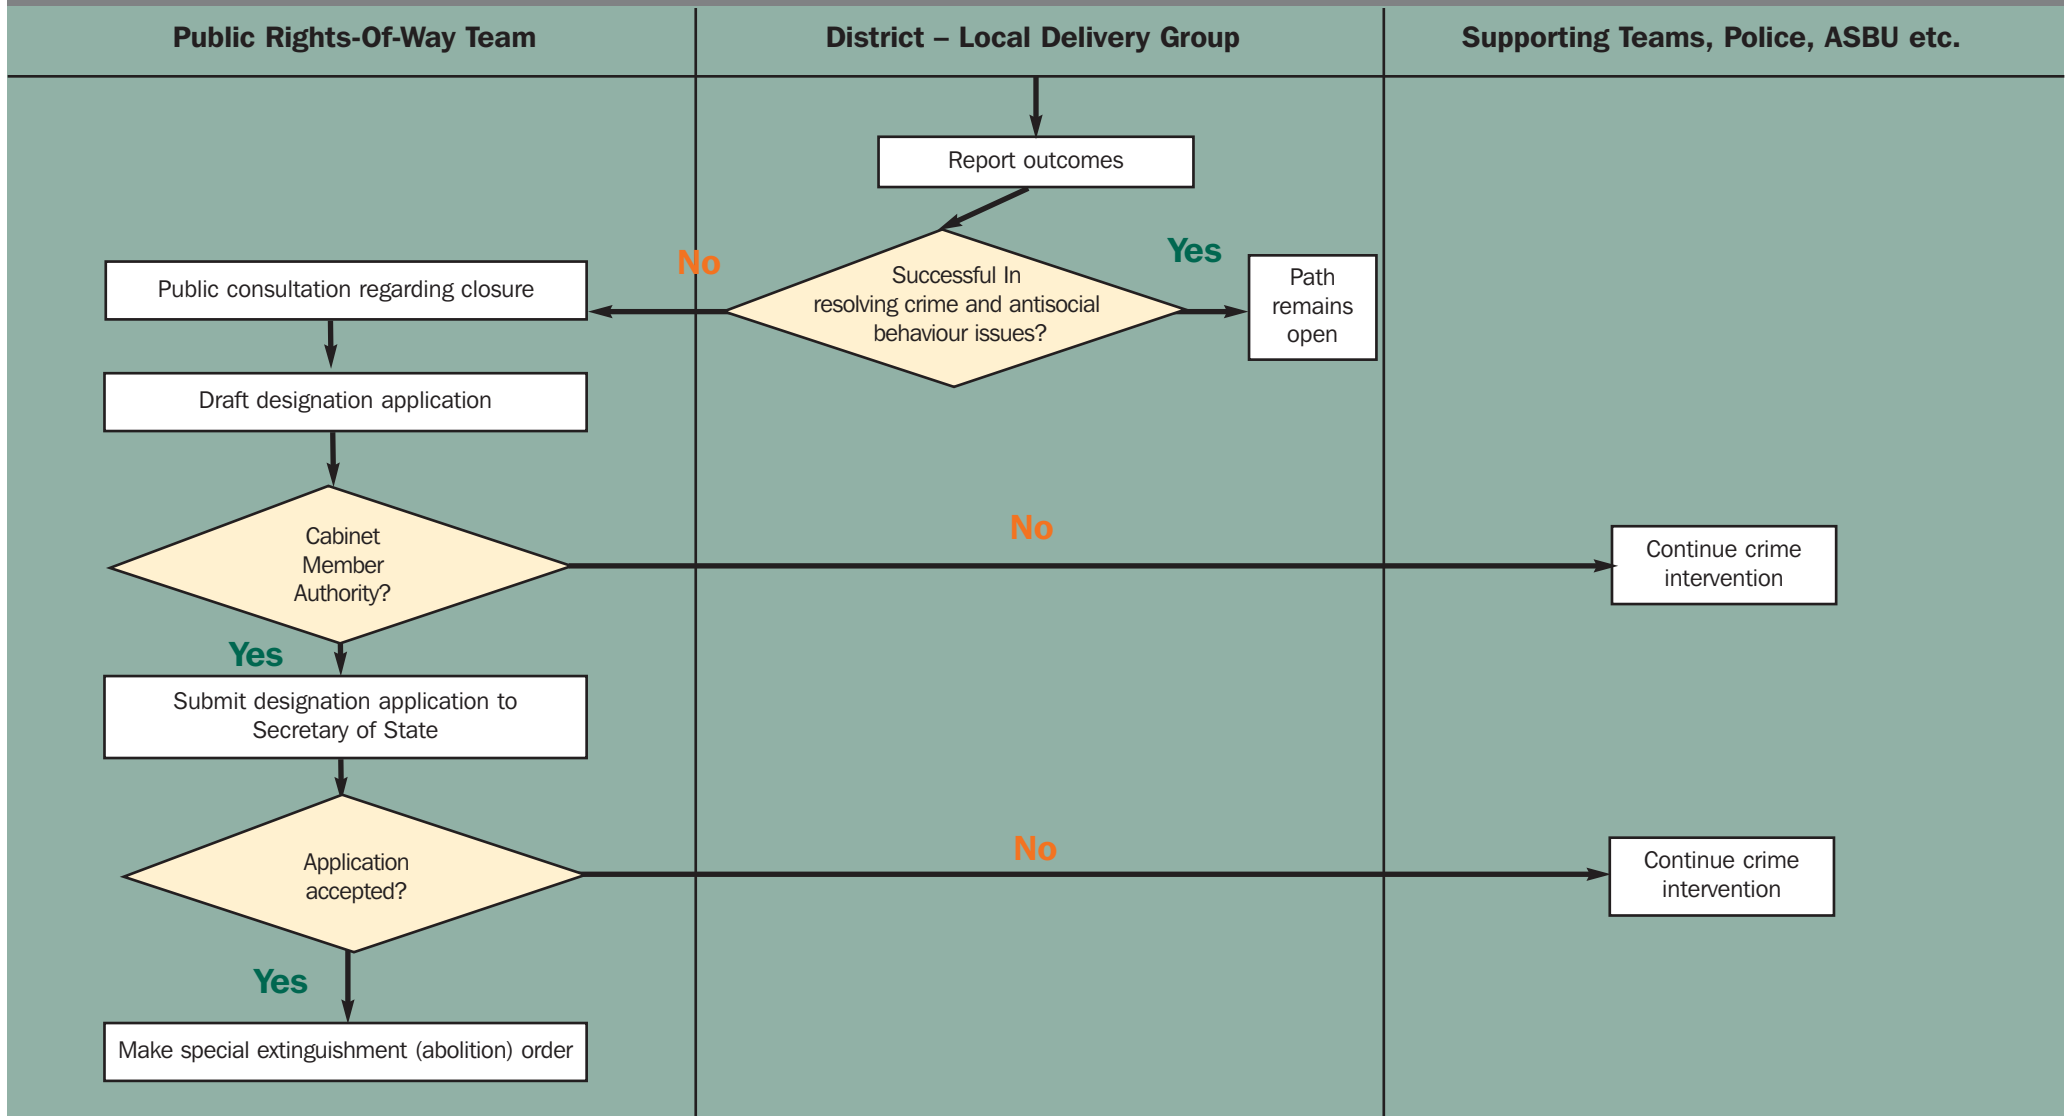 Public Rights-Of-Way Team
District – Local Delivery Group
Supporting Teams, Police, ASBU etc.
Report outcomes
No
Successful In
resolving crime and antisocial
behaviour issues?
Yes
Path
remains
open
Public consultation regarding closure
Draft designation application
Cabinet
Member
Authority?
No
Continue crime
intervention
Yes
Submit designation application to
Secretary of State
Application
accepted?
No
Continue crime
intervention
Yes
Make special extinguishment (abolition) order